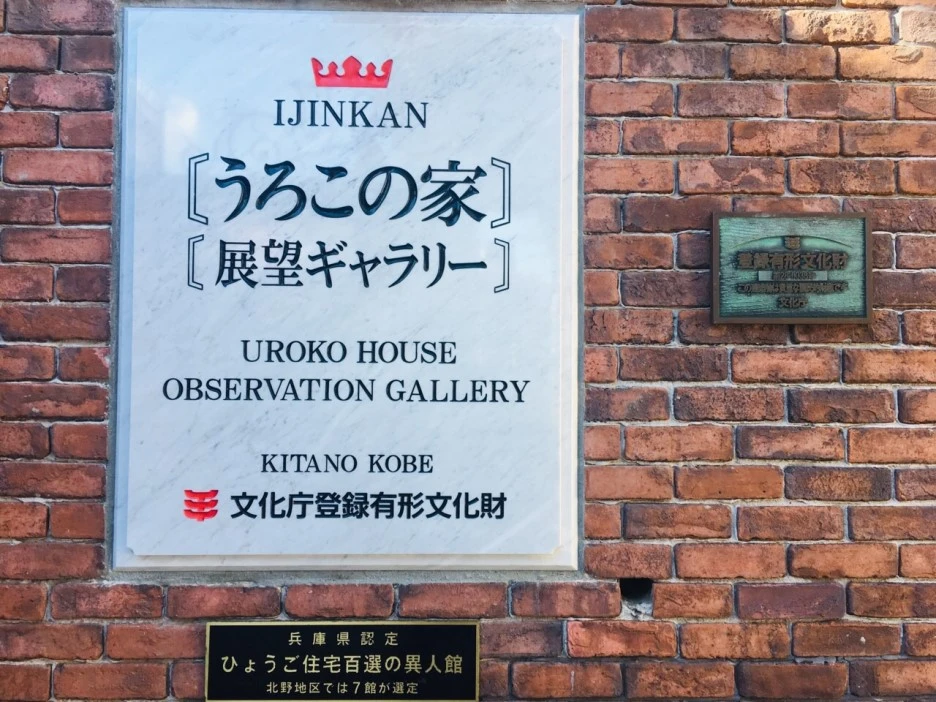 IJINKAN
〔うろこの家〕
〔展望ギャラリー〕
UROKO HOUSE
OBSERVATION GALLERY
KITANO KOBE
文化庁登録有形文化財
登録有形文化財
文化庁
兵庫県認定
ひょうご住宅百選の異人館
北野地区では7館が選定